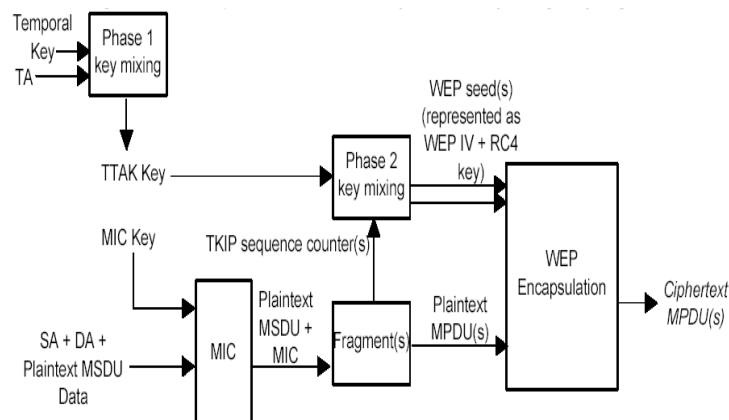 Temporal
Key
TA
Phase 1
key mixing
TTAK Key
Phase 2
key mixing
WEP seed(s)
(represented as
WEP IV + RC4
key)
MIC Key
TKIP sequence counter(s)
SA + DA +
Plaintext MSDU
Data
MIC
Plaintext
MSDU +
MIC
Fragment(s)
Plaintext
MPDU(s)
WEP
Encapsulation
Ciphertext
MPDU(s)